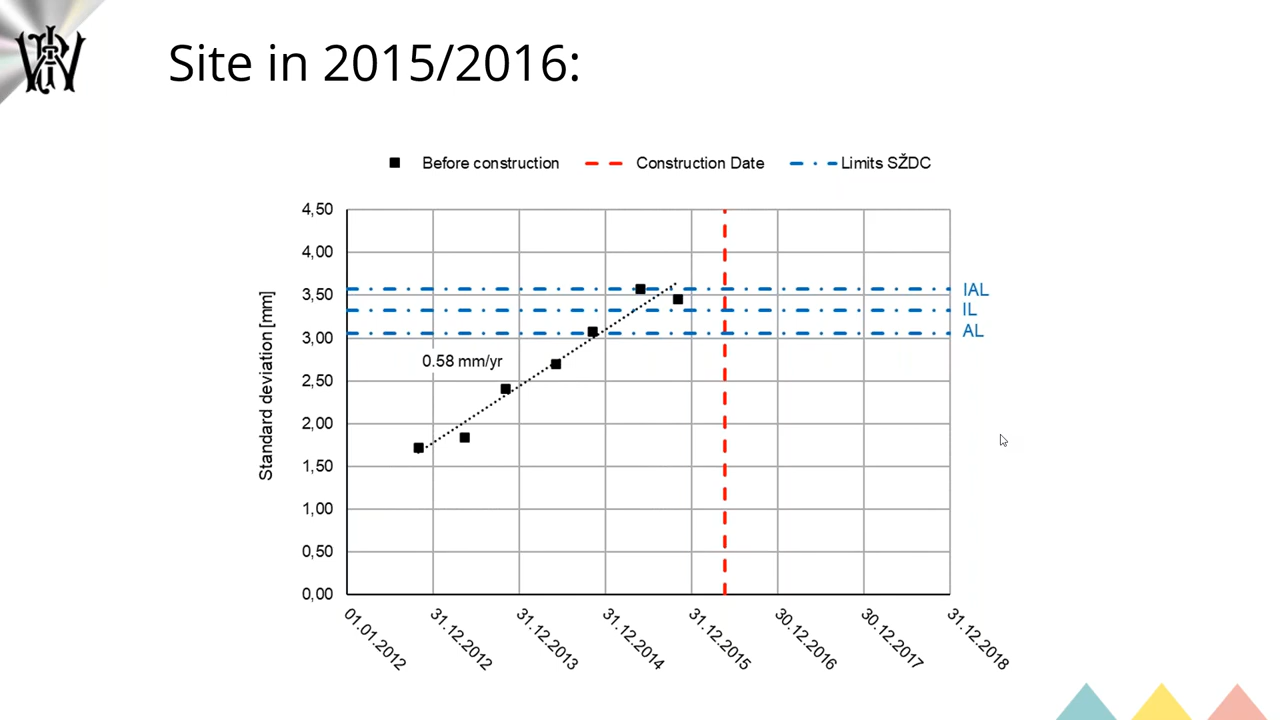 Site in 2015/2016:
Before construction
Construction Date
Limits SŽDC
4,50
4,00
3,50
3,00
2,50
2,00
1,50
1,00
0,50
0,00
Standard deviation [mm]
0.58 mm/yr
IAL
IL
AL
01.01.2012
31.12.2012
31.12.2013
31.12.2014
31.12.2015
30.12.2016
30.12.2017
31.12.2018